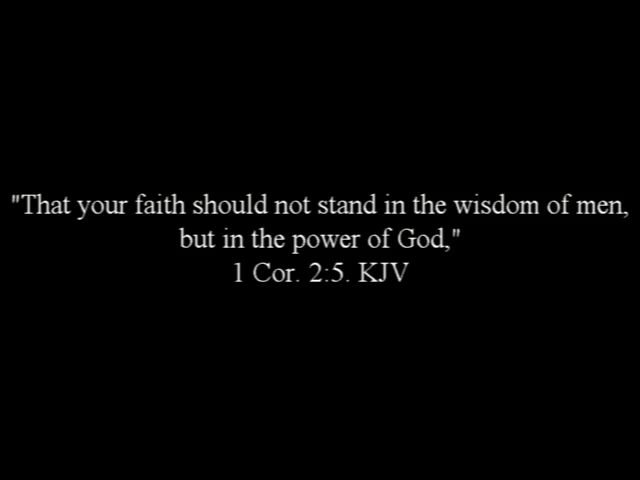 "That your faith should not stand in the wisdom of men,
but in the power of God,"
1 Cor. 2:5. KJV